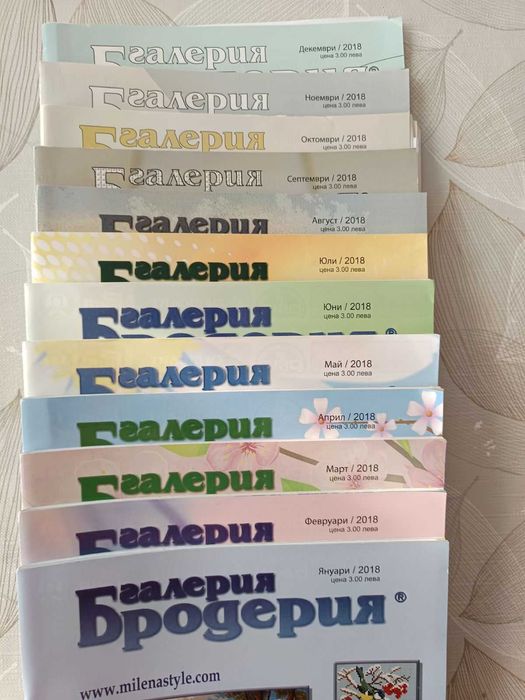 галерия
Бродерия®
Декември / 2018
цена 3.00 лева
галерия
Ноември / 2018
цена 3.00 лева
галерия
Октомври / 2018
цена 3.00 лева
галерия
Септември / 2018
цена 3.00 лева
галерия
Август / 2018
цена 3.00 лева
галерия
Юли / 2018
цена 3.00 лева
галерия
Бродерия®
Юни / 2018
цена 3.00 лева
галерия
Май / 2018
цена 3.00 лева
галерия
Април / 2018
цена 3.00 лева
галерия
Март / 2018
цена 3.00 лева
галерия
Февруари / 2018
цена 3.00 лева
галерия
Бродерия®
Януари / 2018
цена 3.00 лева
www.milenastyle.com